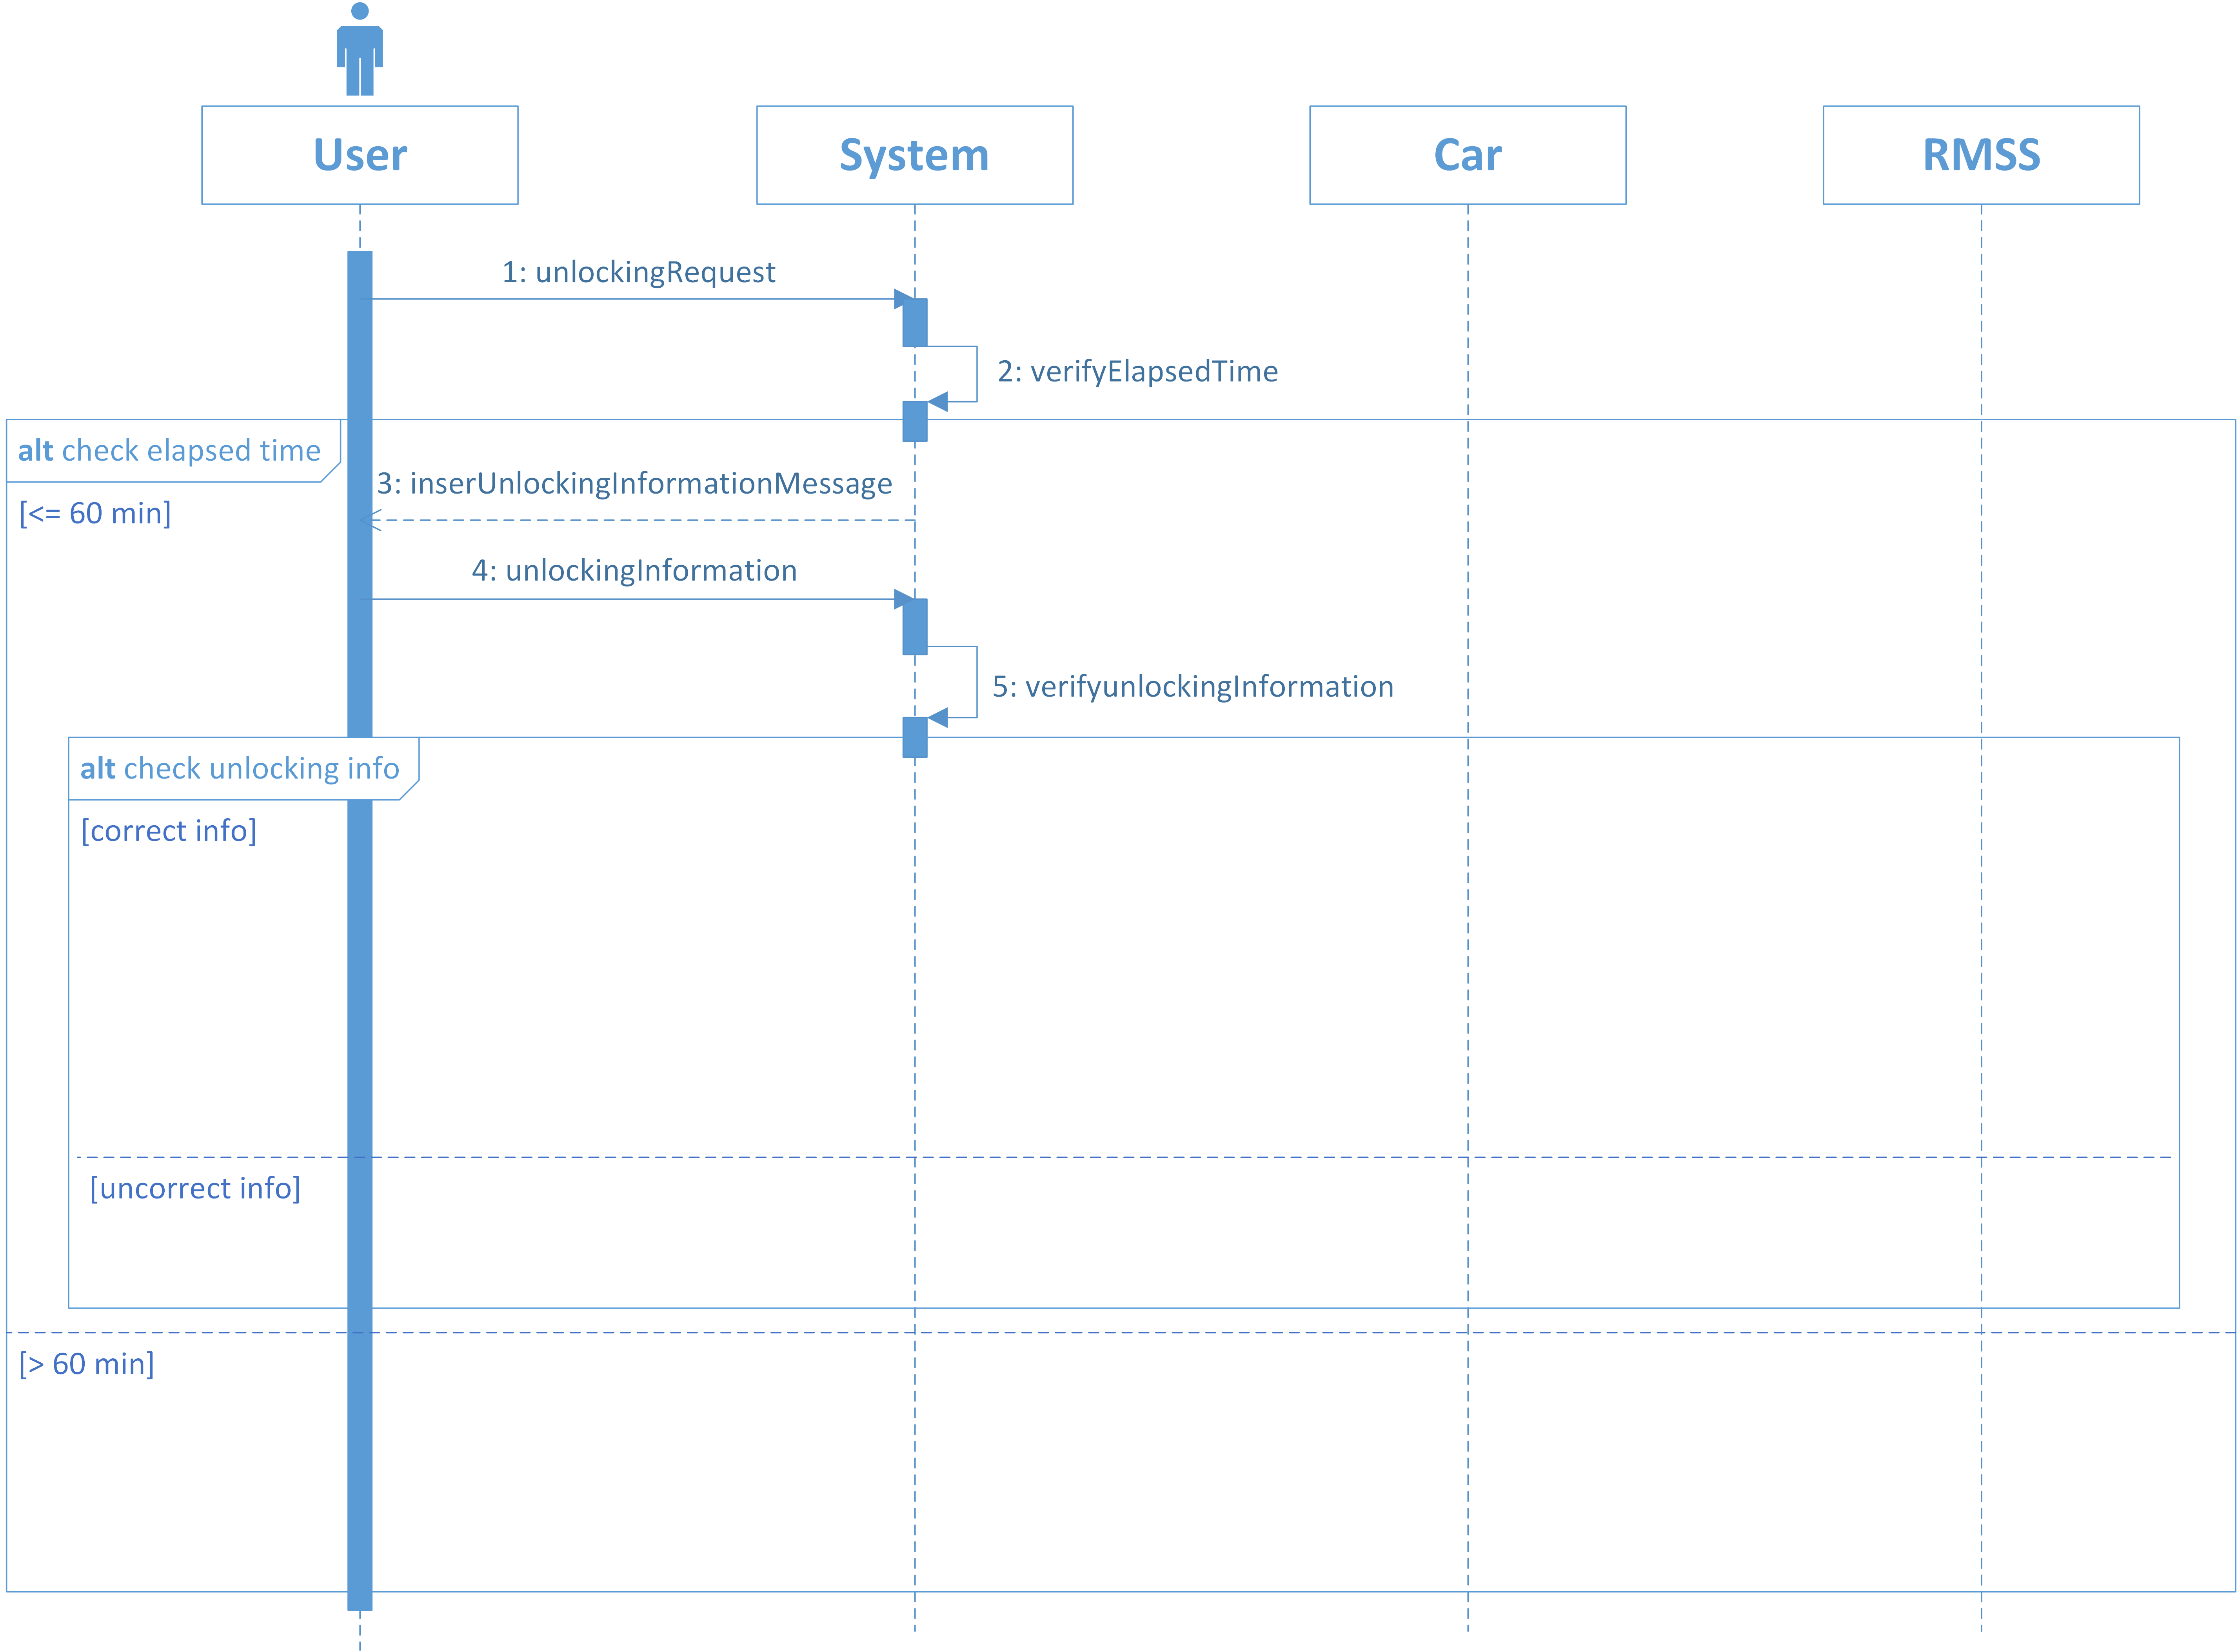 User
System
Car
RMSS
1: unlockingRequest
2: verifyElapsedTime
alt check elapsed time
[<= 60 min]
3: inserUnlockingInformationMessage
4: unlockingInformation
5: verifyunlockingInformation
alt check unlocking info
[correct info]
[uncorrect info]
[> 60 min]